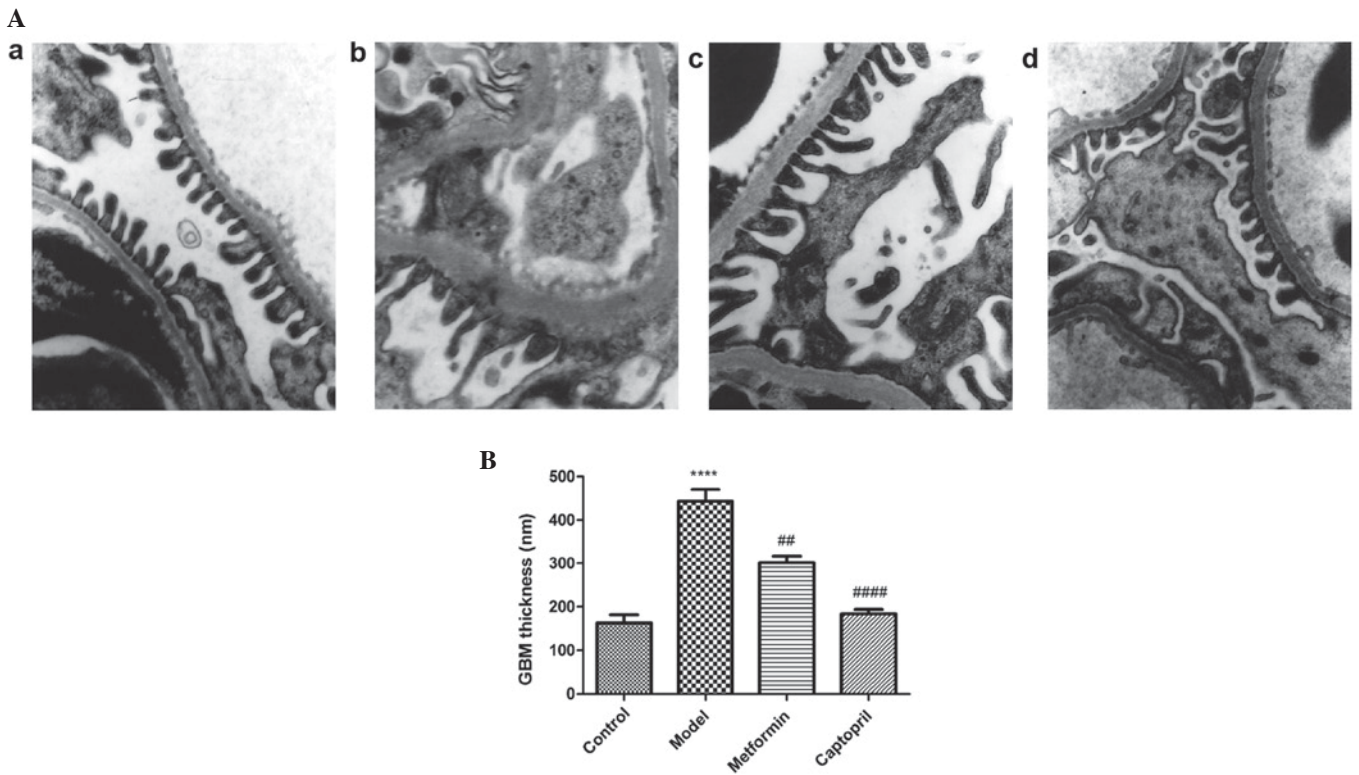 A
a b c d
B
GBM thickness (nm)
500
400
300
200
100
0
****
##
####
Control
Model
Metformin
Captopril